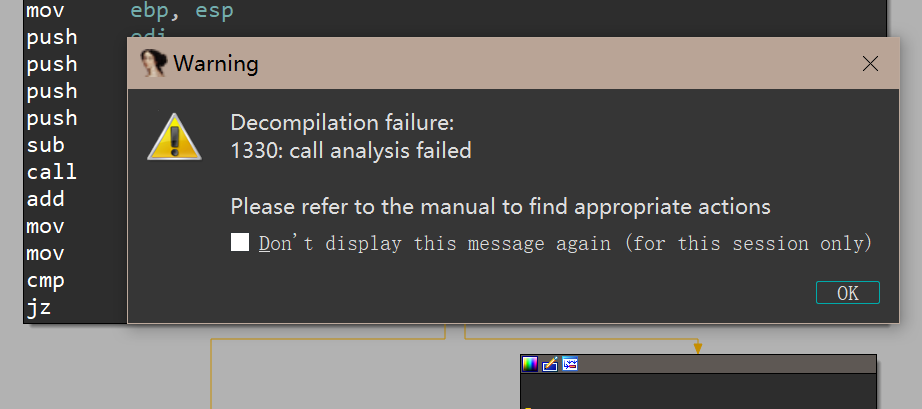 mov ebp, esp
push edi
push
push
push
sub
call
add
mov
mov
cmp
jz
Warning
Decompilation failure:
1330: call analysis failed
Please refer to the manual to find appropriate actions
Don't display this message again (for this session only)
OK